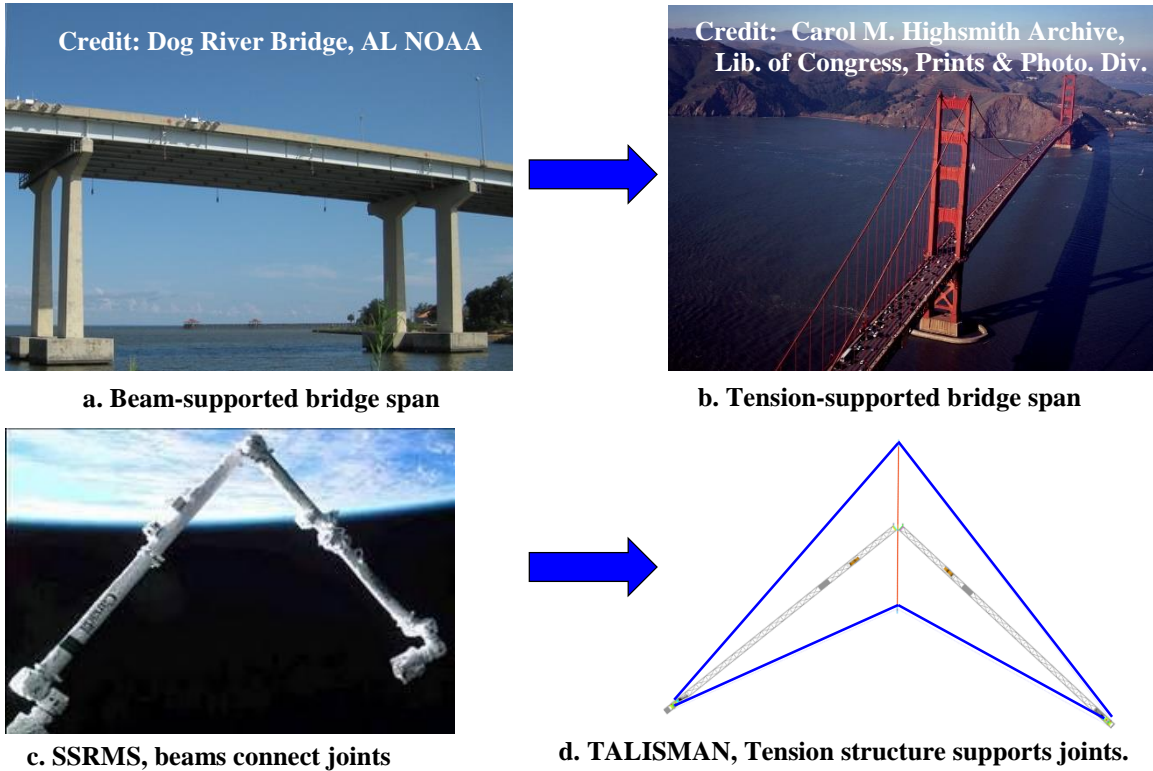 Credit: Dog River Bridge, AL NOAA
Credit: Carol M. Highsmith Archive,
Lib. of Congress, Prints & Photo. Div.
a. Beam-supported bridge span
b. Tension-supported bridge span
c. SSRMS, beams connect joints
d. TALISMAN, Tension structure supports joints.